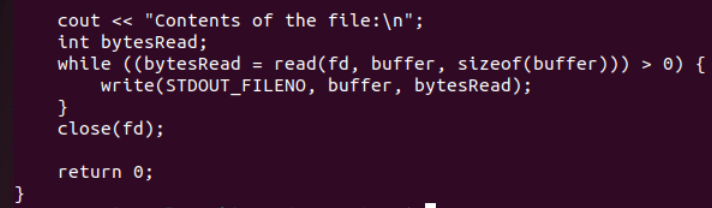 cout << "Contents of the file:\n";
int bytesRead;
while ((bytesRead = read(fd, buffer, sizeof(buffer))) > 0) {
write(STDOUT_FILENO, buffer, bytesRead);
}
close(fd);
return 0;
}